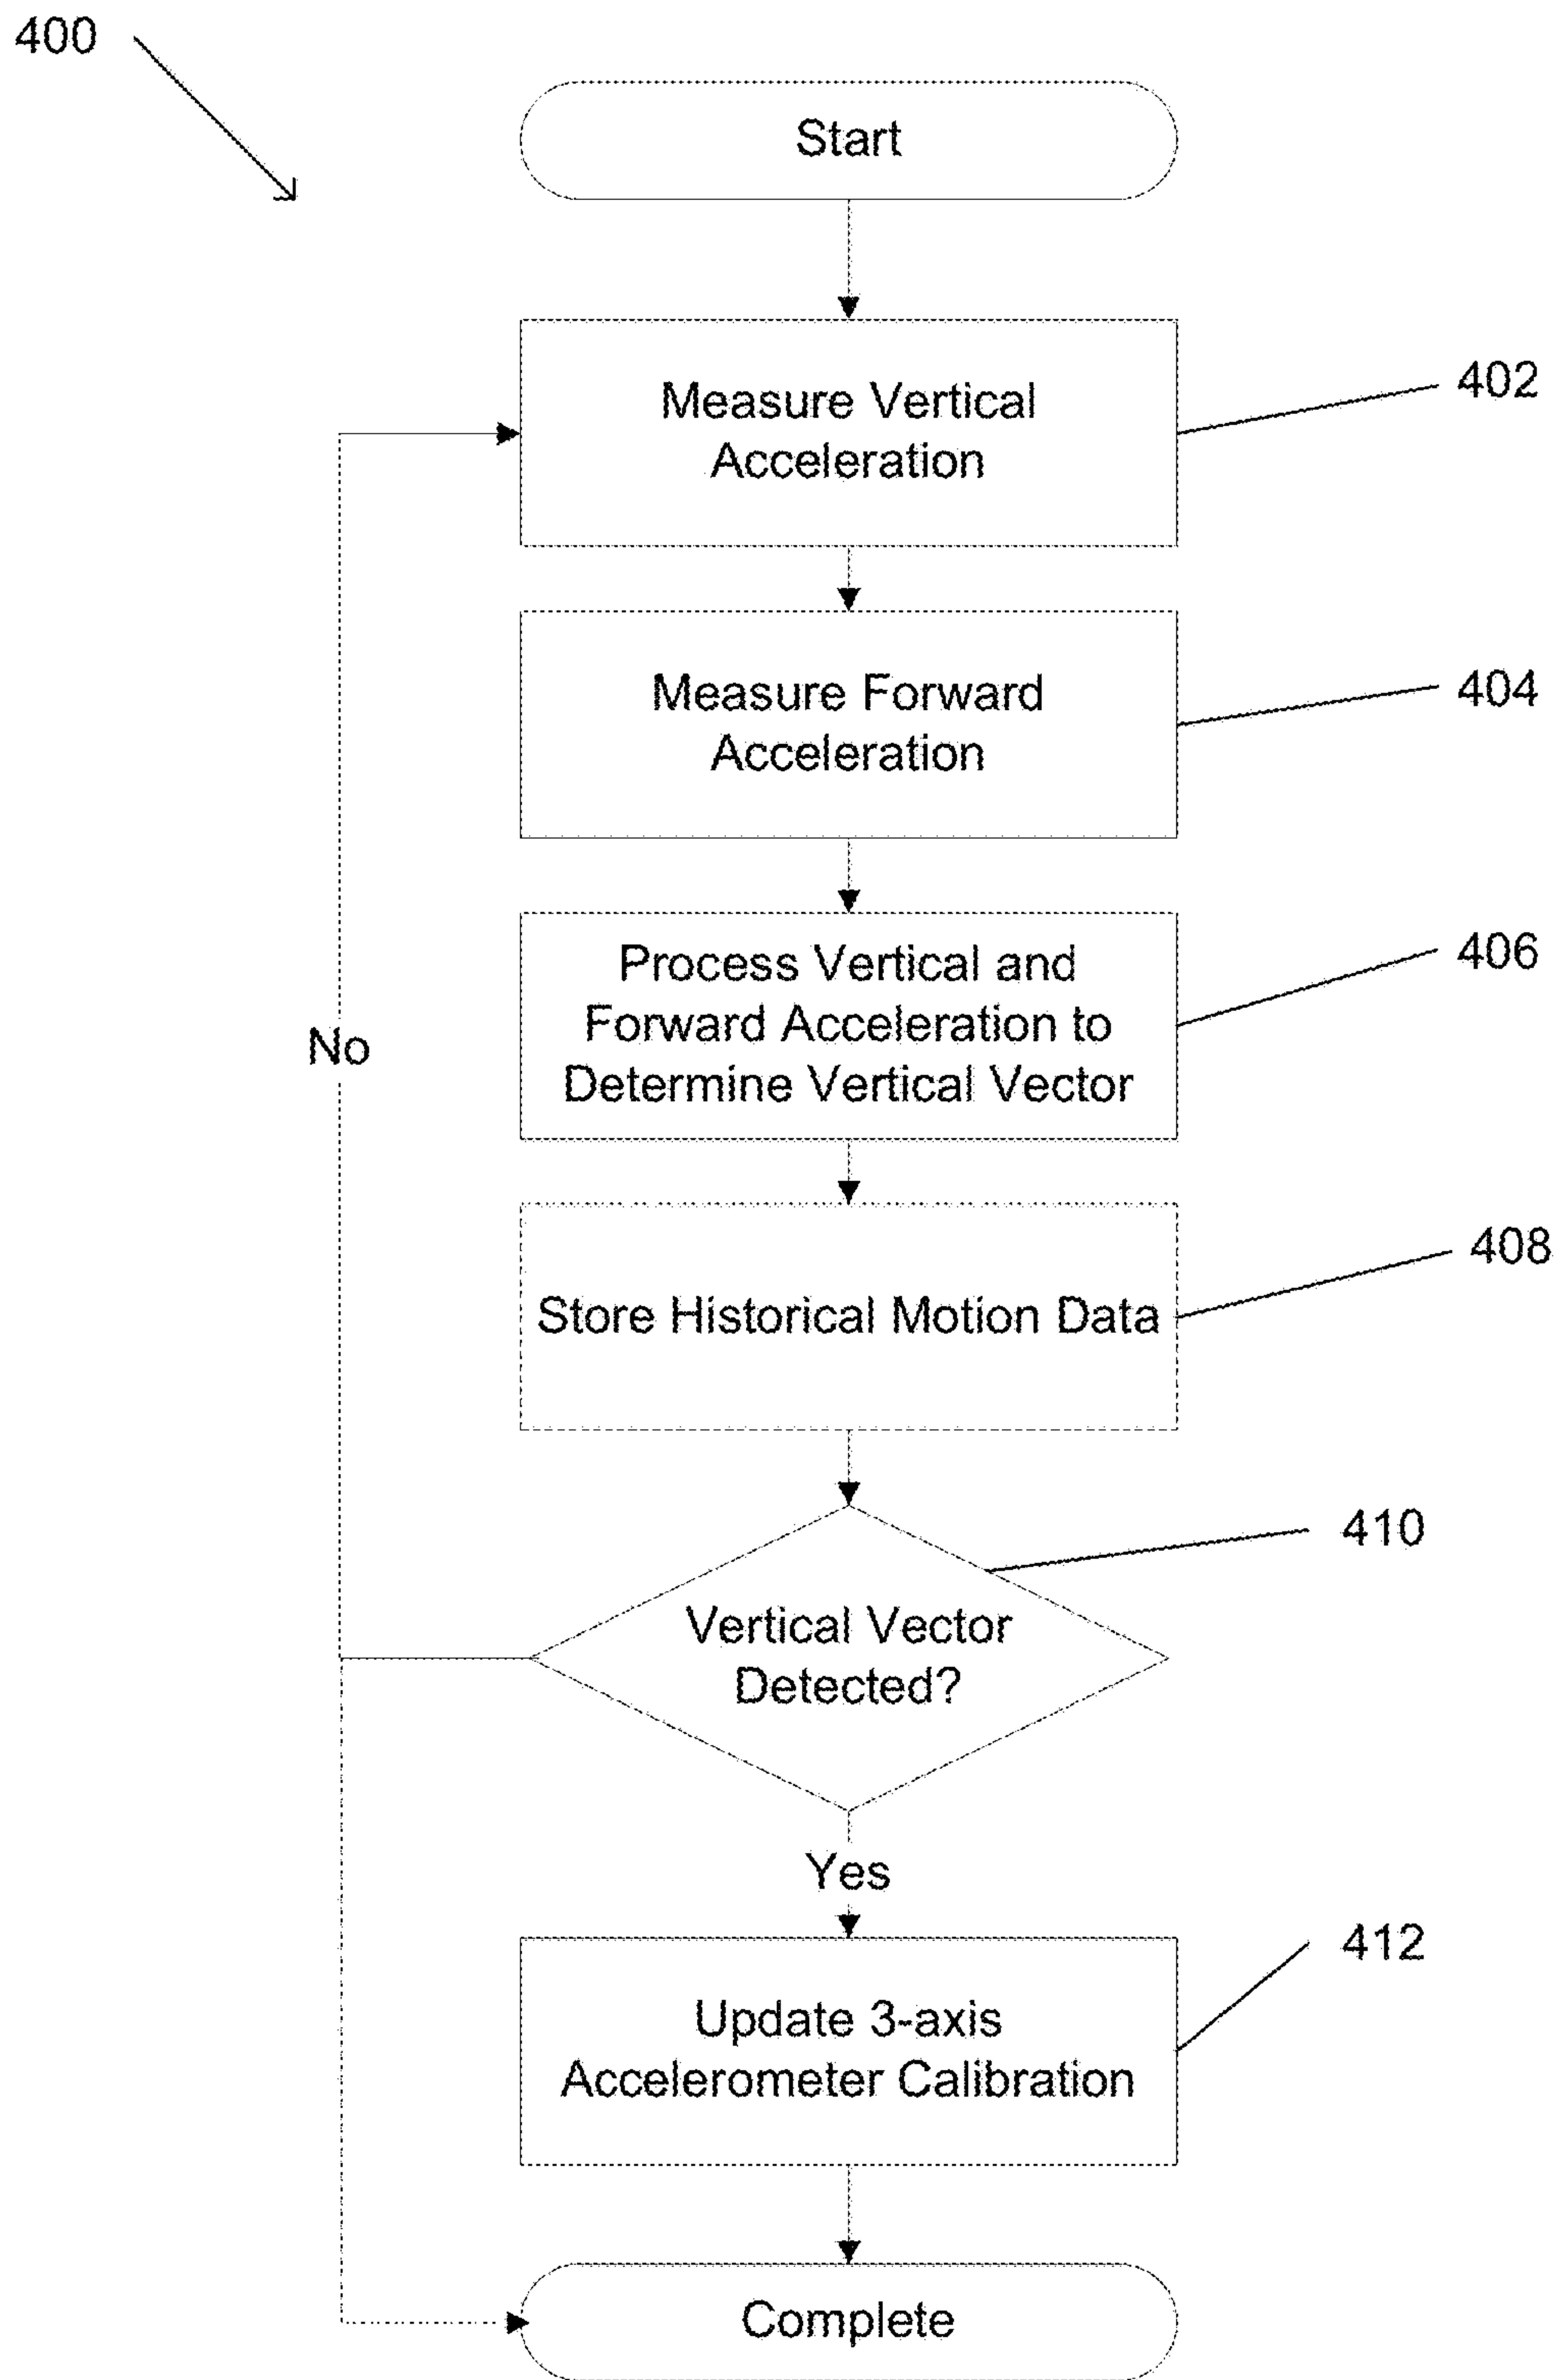 400
Start
Measure Vertical
Acceleration
402
Measure Forward
Acceleration
404
Process Vertical and
Forward Acceleration to
Determine Vertical Vector
406
No
Store Historical Motion Data
408
Vertical Vector
Detected?
410
Yes
Update 3-axis
Accelerometer Calibration
412
Complete